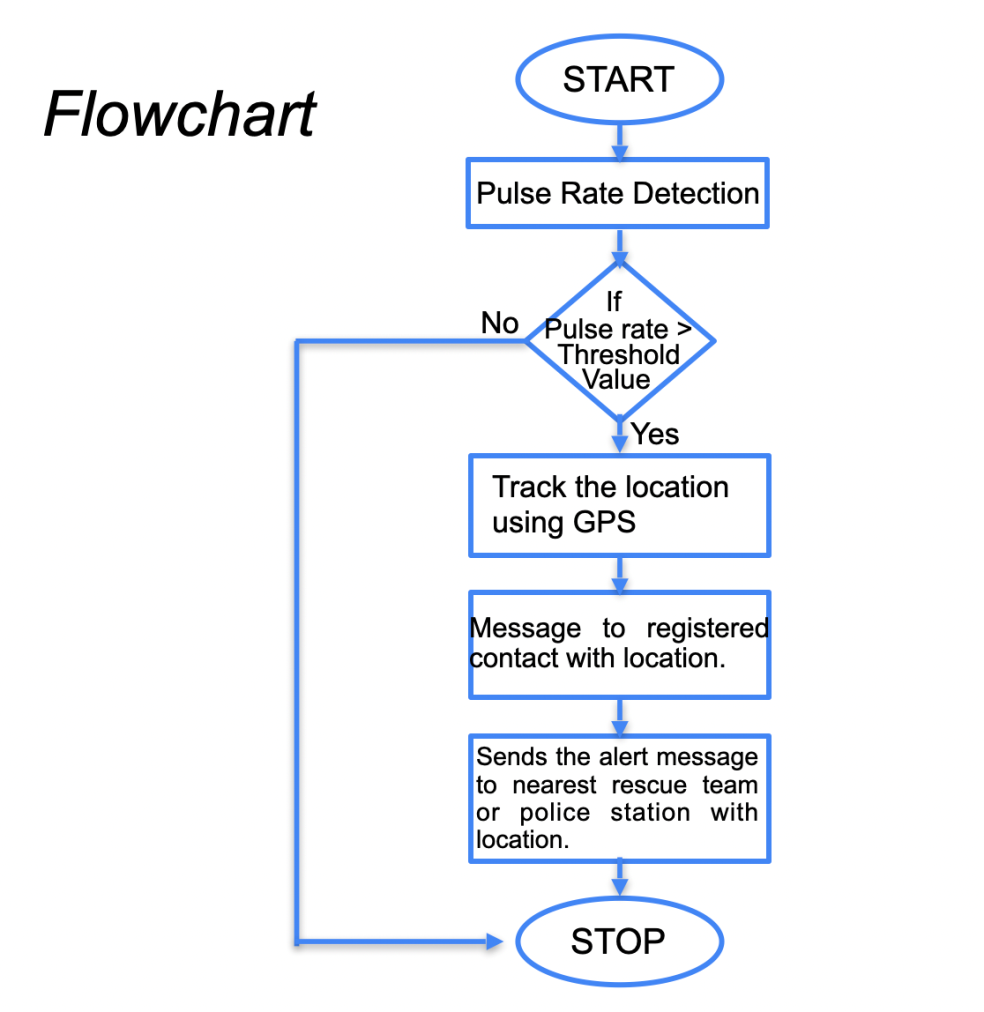 Flowchart
START
Pulse Rate Detection
If
Pulse rate >
Threshold
Value
No
Yes
Track the location
using GPS
Message to registered
contact with location.
Sends the alert message
to nearest rescue team
or police station with
location.
STOP